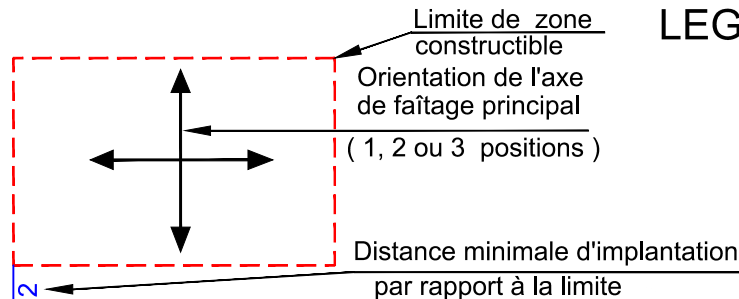 Limite de zone
constructible
LEG
Orientation de l'axe
de faîtage principal
( 1, 2 ou 3 positions )
Distance minimale d'implantation
par rapport à la limite
2